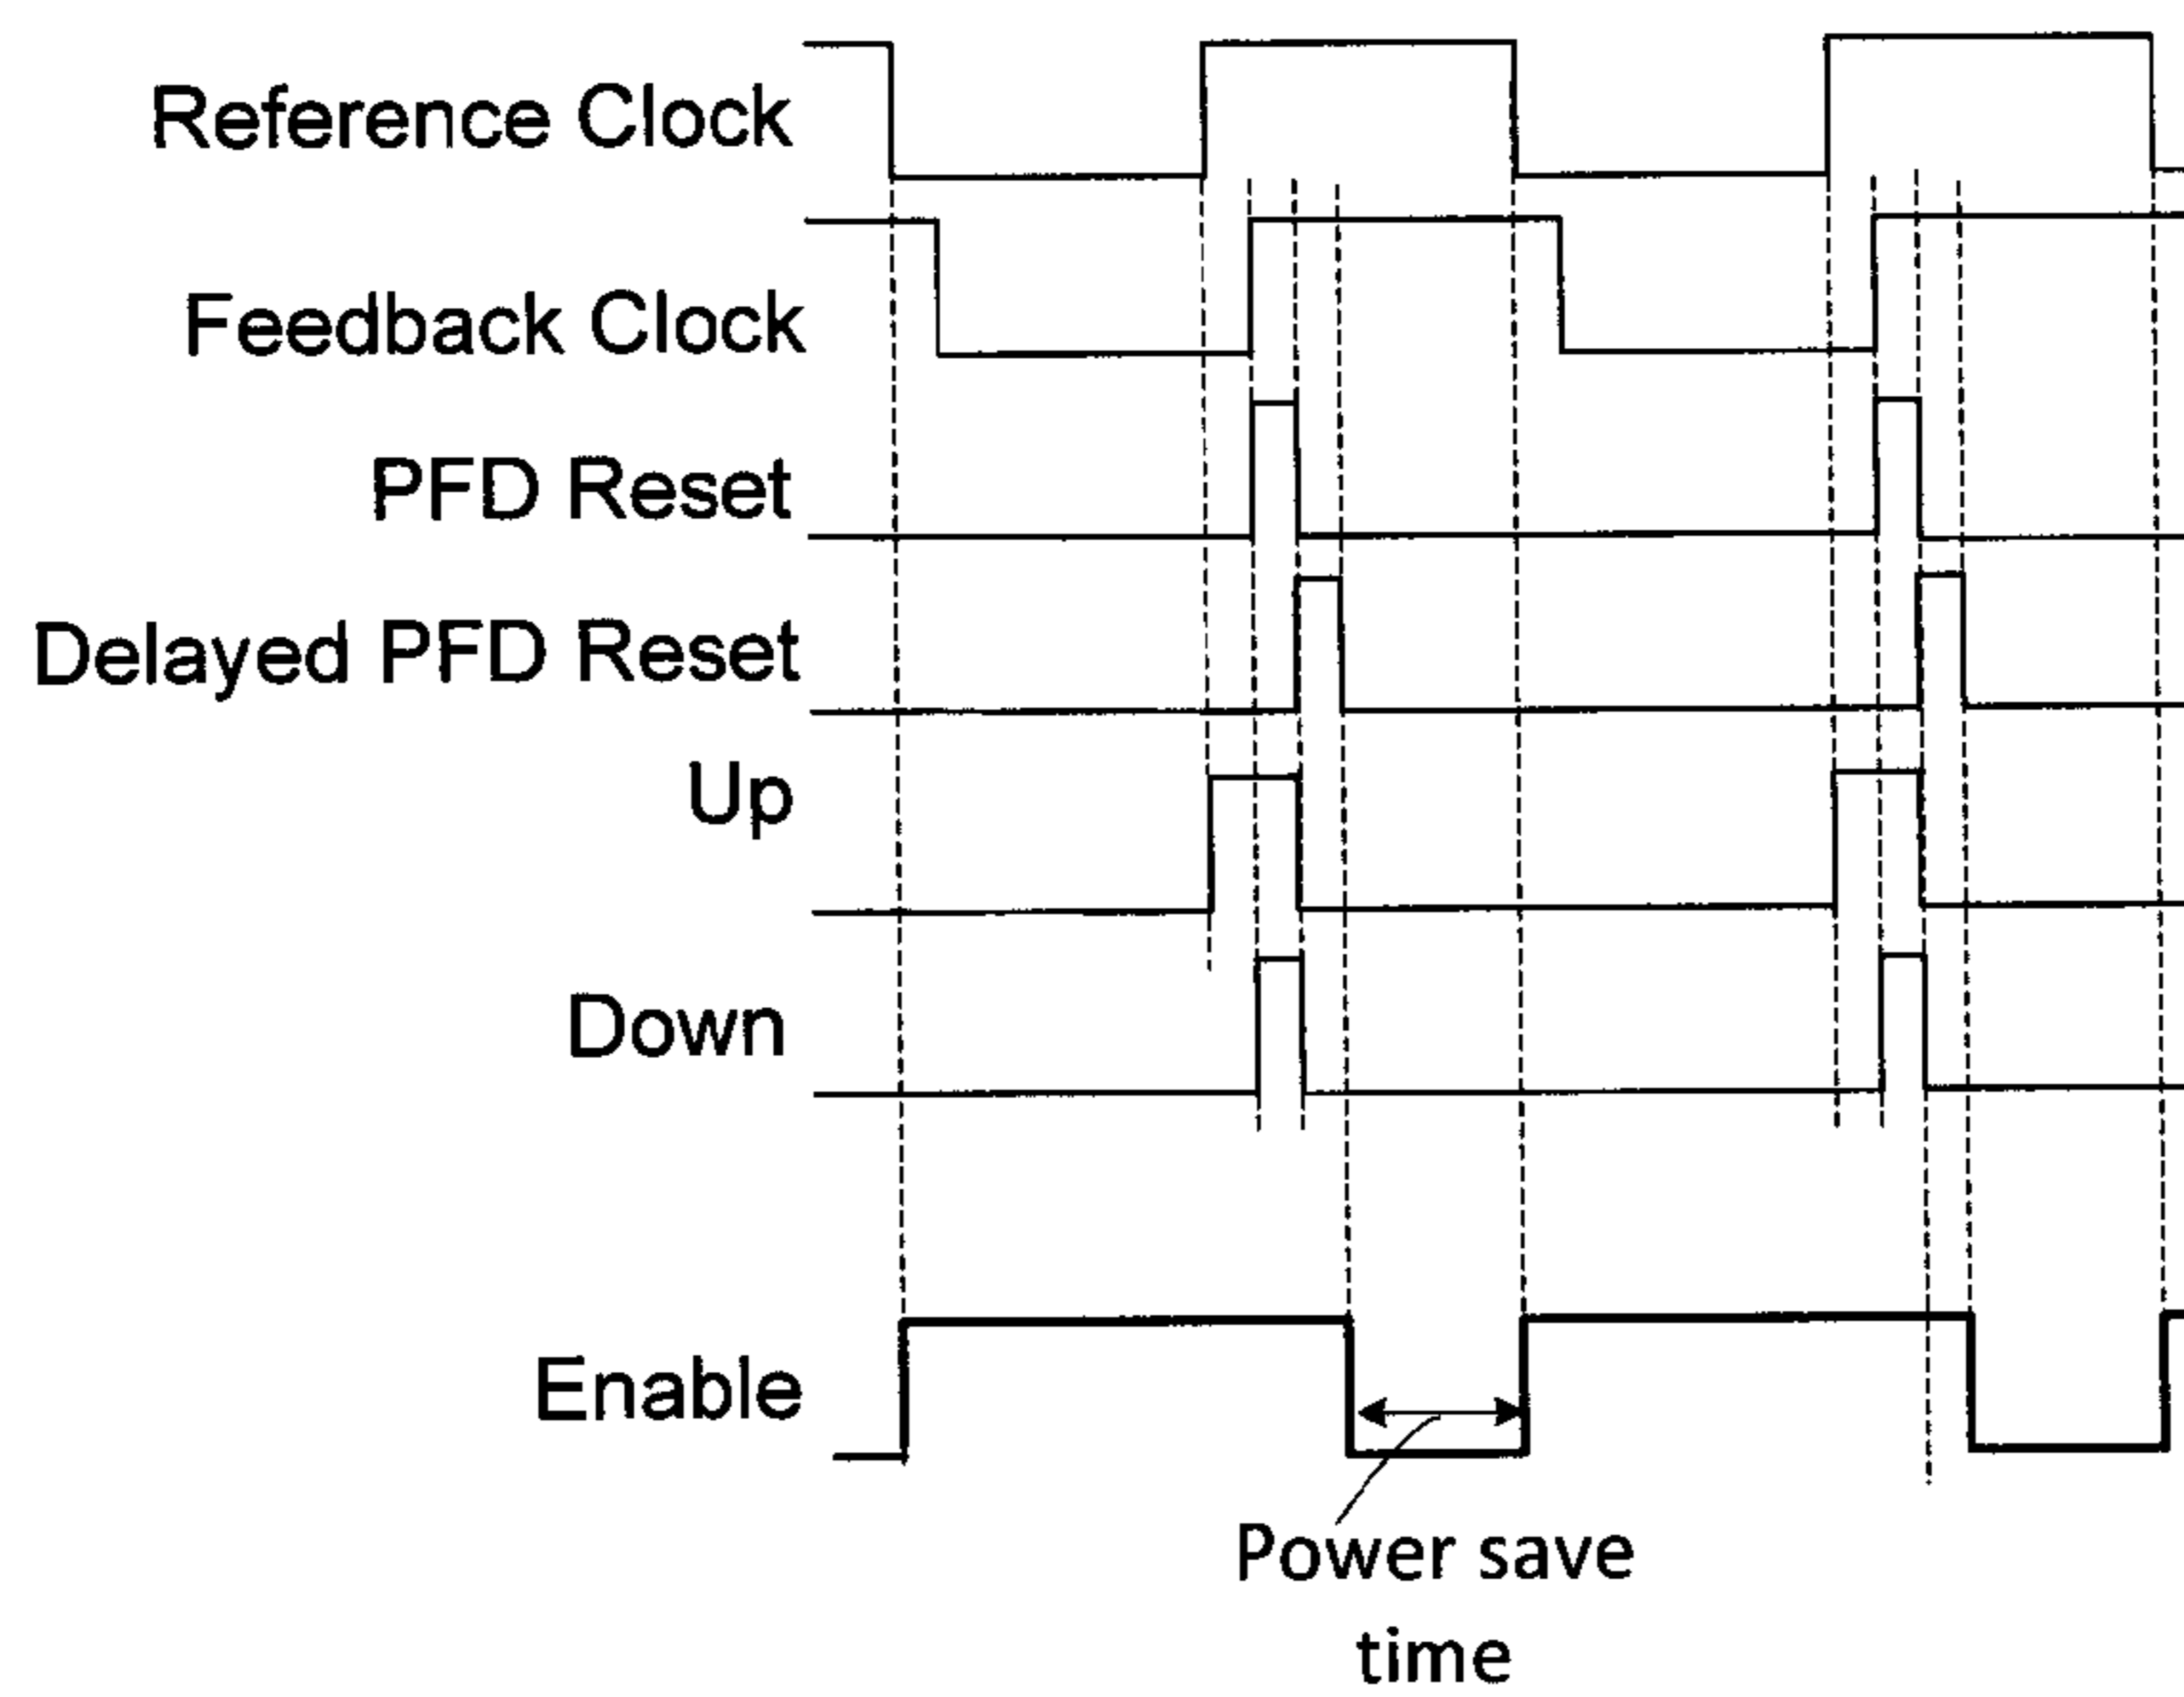 Reference Clock
Feedback Clock
PFD Reset
Delayed PFD Reset
Up
Down
Enable
Power save
time